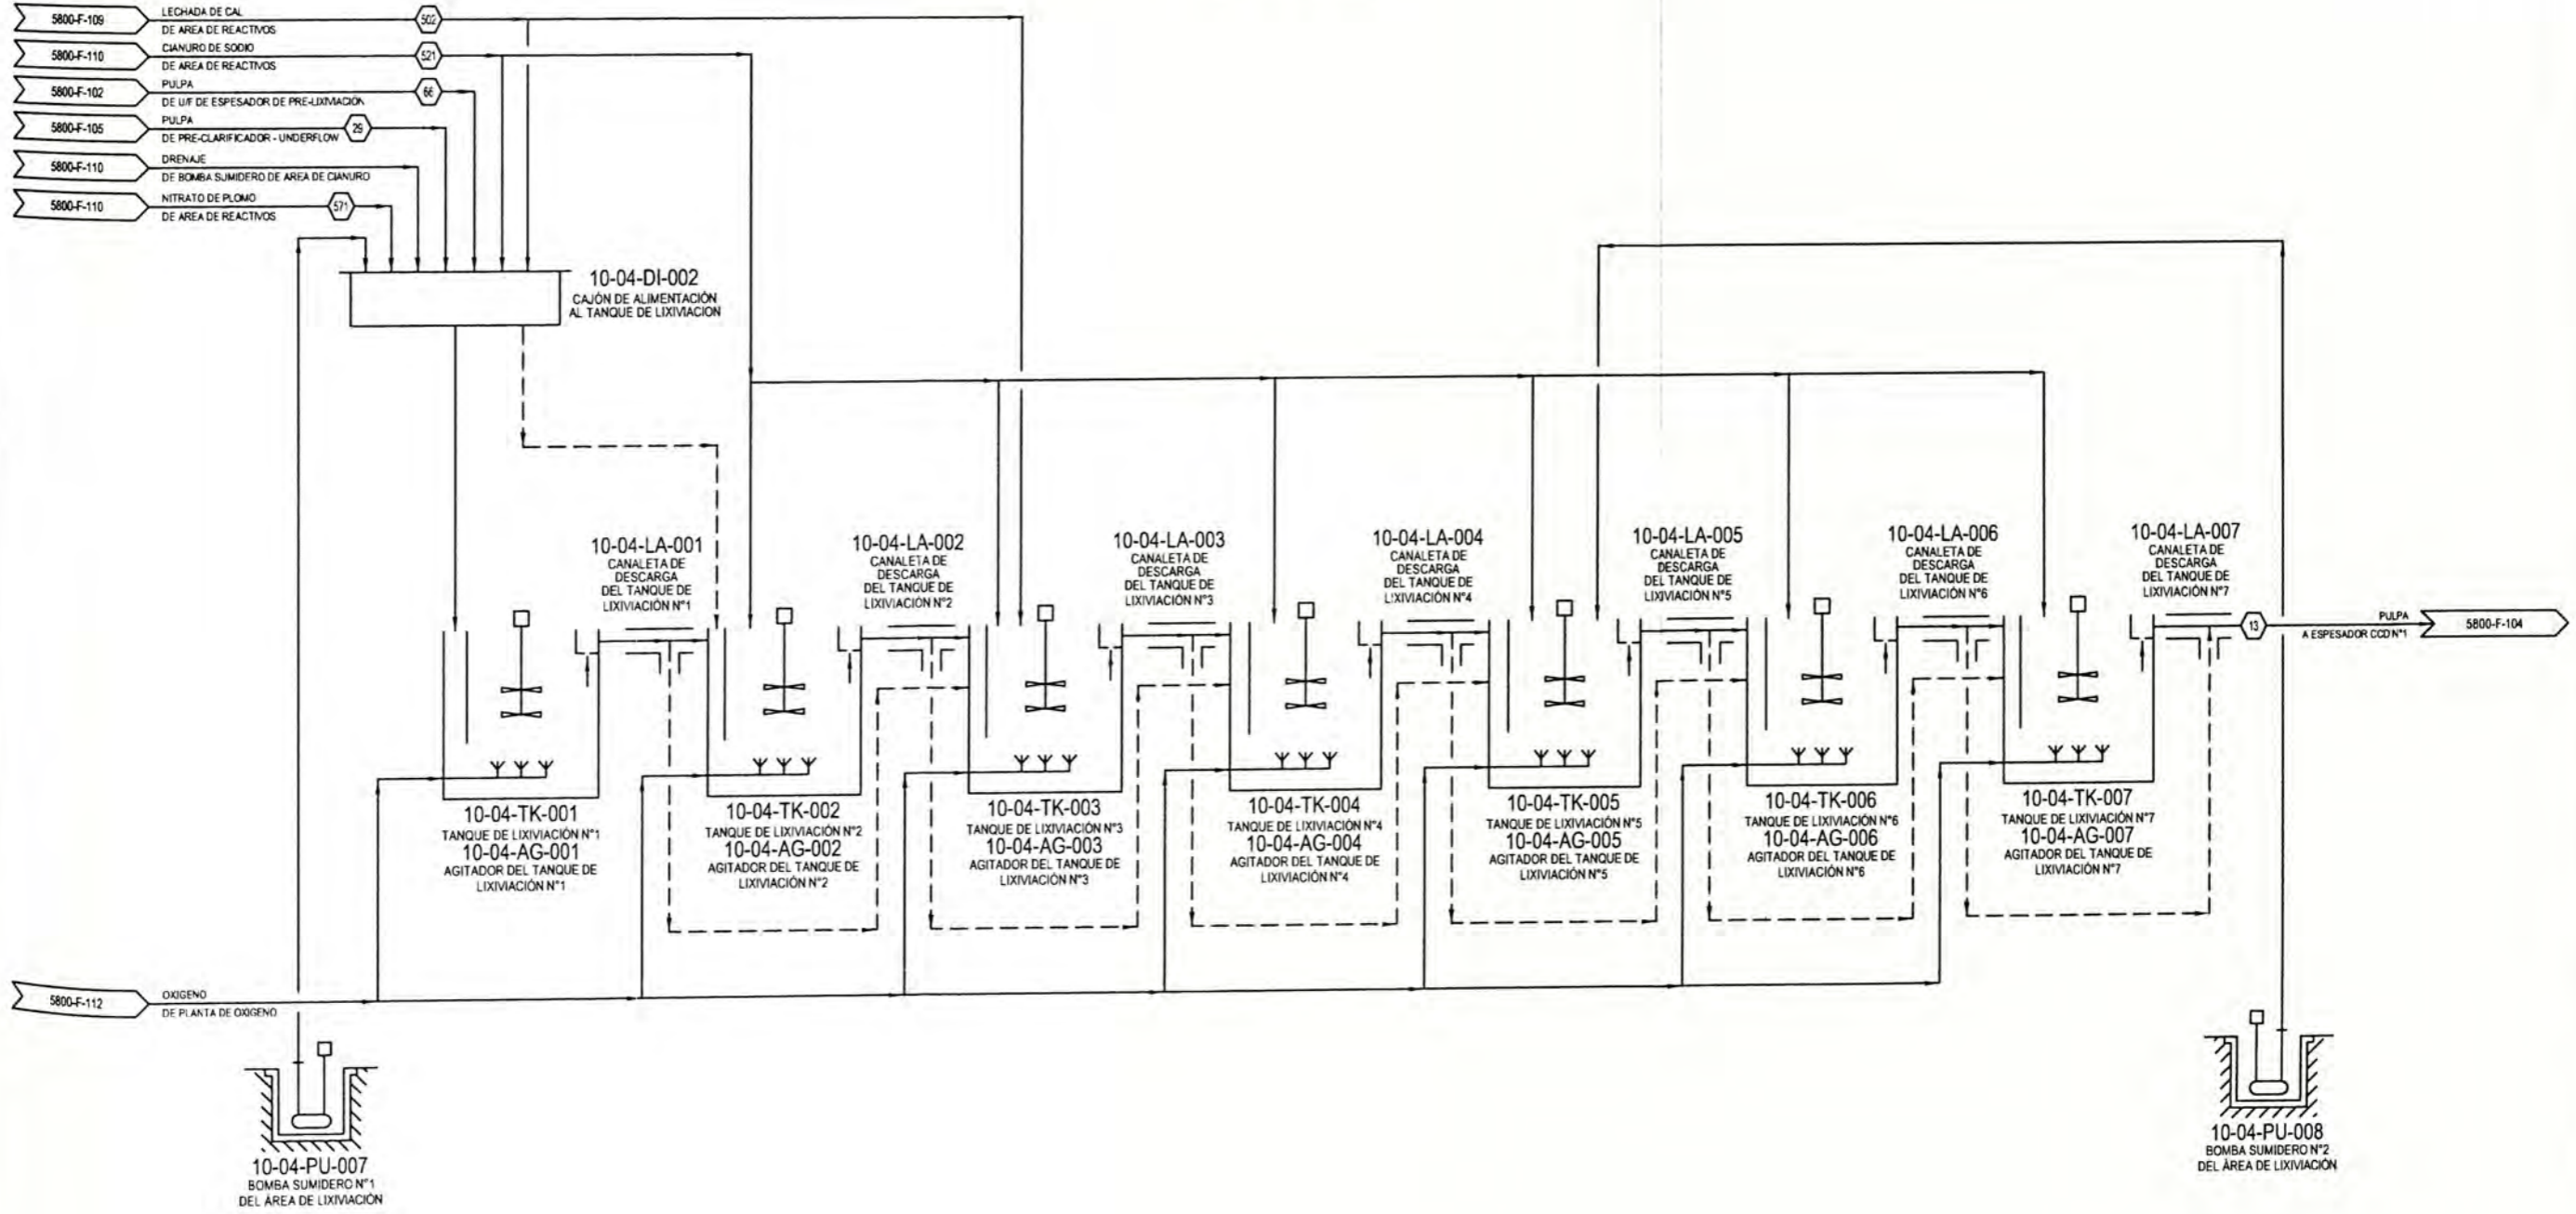 5800-F-109
LECHADA DE CAL
DE AREA DE REACTIVOS
502
5800-F-110
CIANURO DE SODIO
DE AREA DE REACTIVOS
521
5800-F-102
PULPA
DE U/F DE ESPESADOR DE PRE-LIXIVIACIÓN
66
5800-F-105
PULPA
DE PRE-CLARIFICADOR - UNDERFLOW
29
5800-F-110
DRENAJE
DE BOMBA SUMIDERO DE AREA DE CIANURO
5800-F-110
NITRATO DE PLOMO
DE AREA DE REACTIVOS
571
10-04-DI-002
CAJÓN DE ALIMENTACIÓN
AL TANQUE DE LIXIVIACION
10-04-LA-001
CANALETA DE
DESCARGA
DEL TANQUE DE
LIXIVIACIÓN N°1
10-04-LA-002
CANALETA DE
DESCARGA
DEL TANQUE DE
LIXIVIACIÓN N°2
10-04-LA-003
CANALETA DE
DESCARGA
DEL TANQUE DE
LIXIVIACIÓN N°3
10-04-LA-004
CANALETA DE
DESCARGA
DEL TANQUE DE
LIXIVIACIÓN N°4
10-04-LA-005
CANALETA DE
DESCARGA
DEL TANQUE DE
LIXIVIACIÓN N°5
10-04-LA-006
CANALETA DE
DESCARGA
DEL TANQUE DE
LIXIVIACIÓN N°6
10-04-LA-007
CANALETA DE
DESCARGA
DEL TANQUE DE
LIXIVIACIÓN N°7
13
PULPA
A ESPESADOR CCD N°1
5800-F-104
10-04-TK-001
TANQUE DE LIXIVIACIÓN N°1
10-04-AG-001
AGITADOR DEL TANQUE DE
LIXIVIACIÓN N°1
10-04-TK-002
TANQUE DE LIXIVIACIÓN N°2
10-04-AG-002
AGITADOR DEL TANQUE DE
LIXIVIACIÓN N°2
10-04-TK-003
TANQUE DE LIXIVIACIÓN N°3
10-04-AG-003
AGITADOR DEL TANQUE DE
LIXIVIACIÓN N°3
10-04-TK-004
TANQUE DE LIXIVIACIÓN N°4
10-04-AG-004
AGITADOR DEL TANQUE DE
LIXIVIACIÓN N°4
10-04-TK-005
TANQUE DE LIXIVIACIÓN N°5
10-04-AG-005
AGITADOR DEL TANQUE DE
LIXIVIACIÓN N°5
10-04-TK-006
TANQUE DE LIXIVIACIÓN N°6
10-04-AG-006
AGITADOR DEL TANQUE DE
LIXIVIACIÓN N°6
10-04-TK-007
TANQUE DE LIXIVIACIÓN N°7
10-04-AG-007
AGITADOR DEL TANQUE DE
LIXIVIACIÓN N°7
5800-F-112
OXIGENO
DE PLANTA DE OXIGENO
10-04-PU-007
BOMBA SUMIDERO N°1
DEL ÁREA DE LIXIVIACIÓN
10-04-PU-008
BOMBA SUMIDERO N°2
DEL ÁREA DE LIXIVIACIÓN